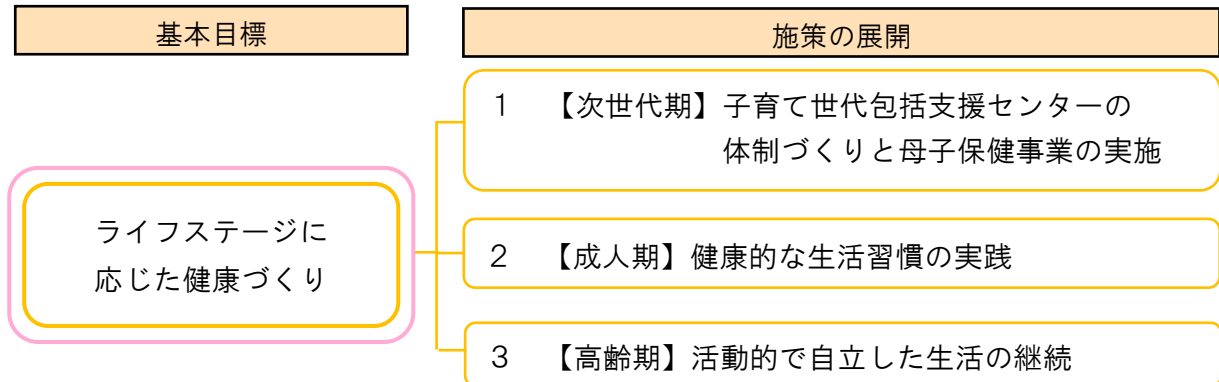 基本目標
施策の展開
1 【次世代期】子育て世代包括支援センターの
体制づくりと母子保健事業の実施
ライフステージに
応じた健康づくり
2 【成人期】健康的な生活習慣の実践
3 【高齢期】活動的で自立した生活の継続